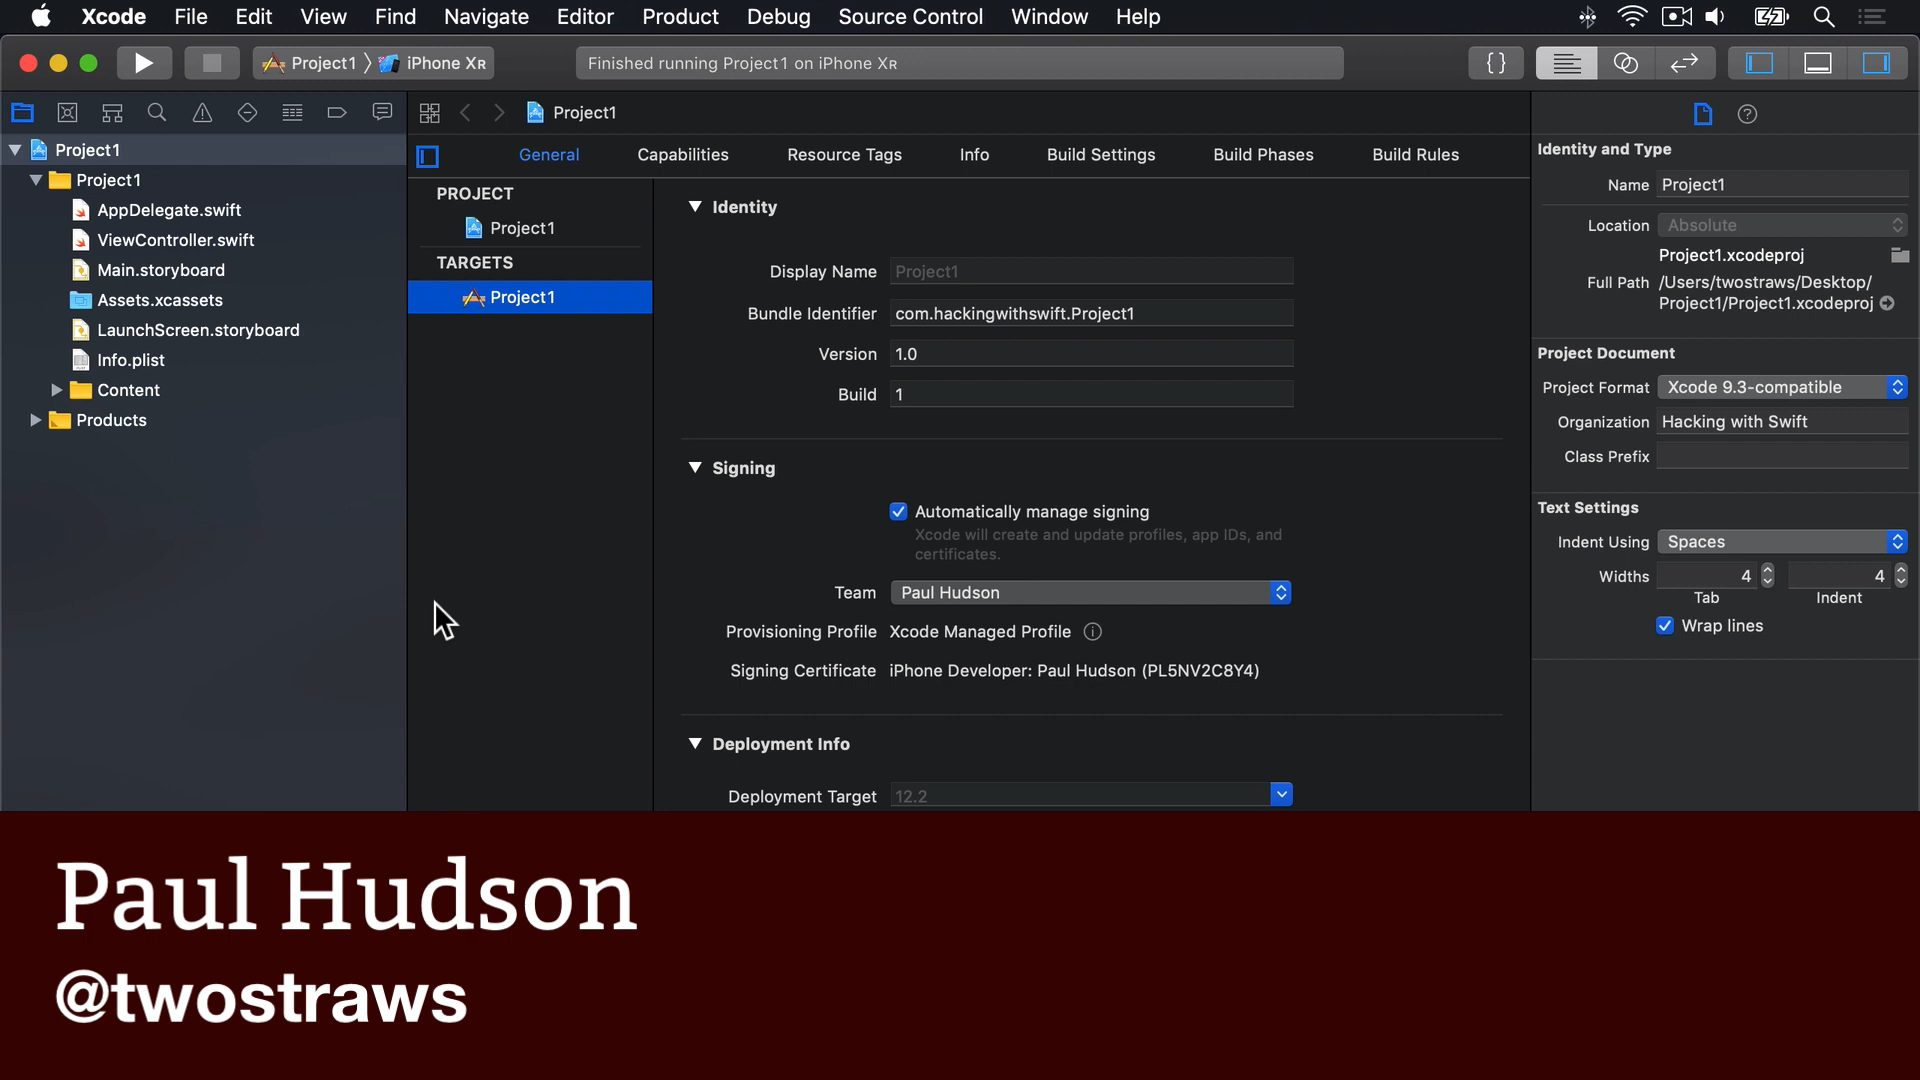 Xcode File Edit View Find Navigate Editor Product Debug Source Control Window Help
Project1 iPhone XR
Finished running Project1 on iPhone XR
{}
Project1
Project1
Project1
AppDelegate.swift
ViewController.swift
Main.storyboard
Assets.xcassets
LaunchScreen.storyboard
Info.plist
Content
Products
General Capabilities Resource Tags Info Build Settings Build Phases Build Rules
PROJECT
Project1
TARGETS
Project1
Identity
Display Name Project1
Bundle Identifier com.hackingwithswift.Project1
Version 1.0
Build 1
Signing
Automatically manage signing
Xcode will create and update profiles, app IDs, and
certificates.
Team Paul Hudson
Provisioning Profile Xcode Managed Profile
Signing Certificate iPhone Developer: Paul Hudson (PL5NV2C8Y4)
Deployment Info
Deployment Target 12.2
Identity and Type
Name Project1
Location Absolute
Project1.xcodeproj
Full Path /Users/twostraws/Desktop/
Project1/Project1.xcodeproj
Project Document
Project Format Xcode 9.3-compatible
Organization Hacking with Swift
Class Prefix
Text Settings
Indent Using Spaces
Widths 4 4
Tab Indent
Wrap lines
Paul Hudson
@twostraws